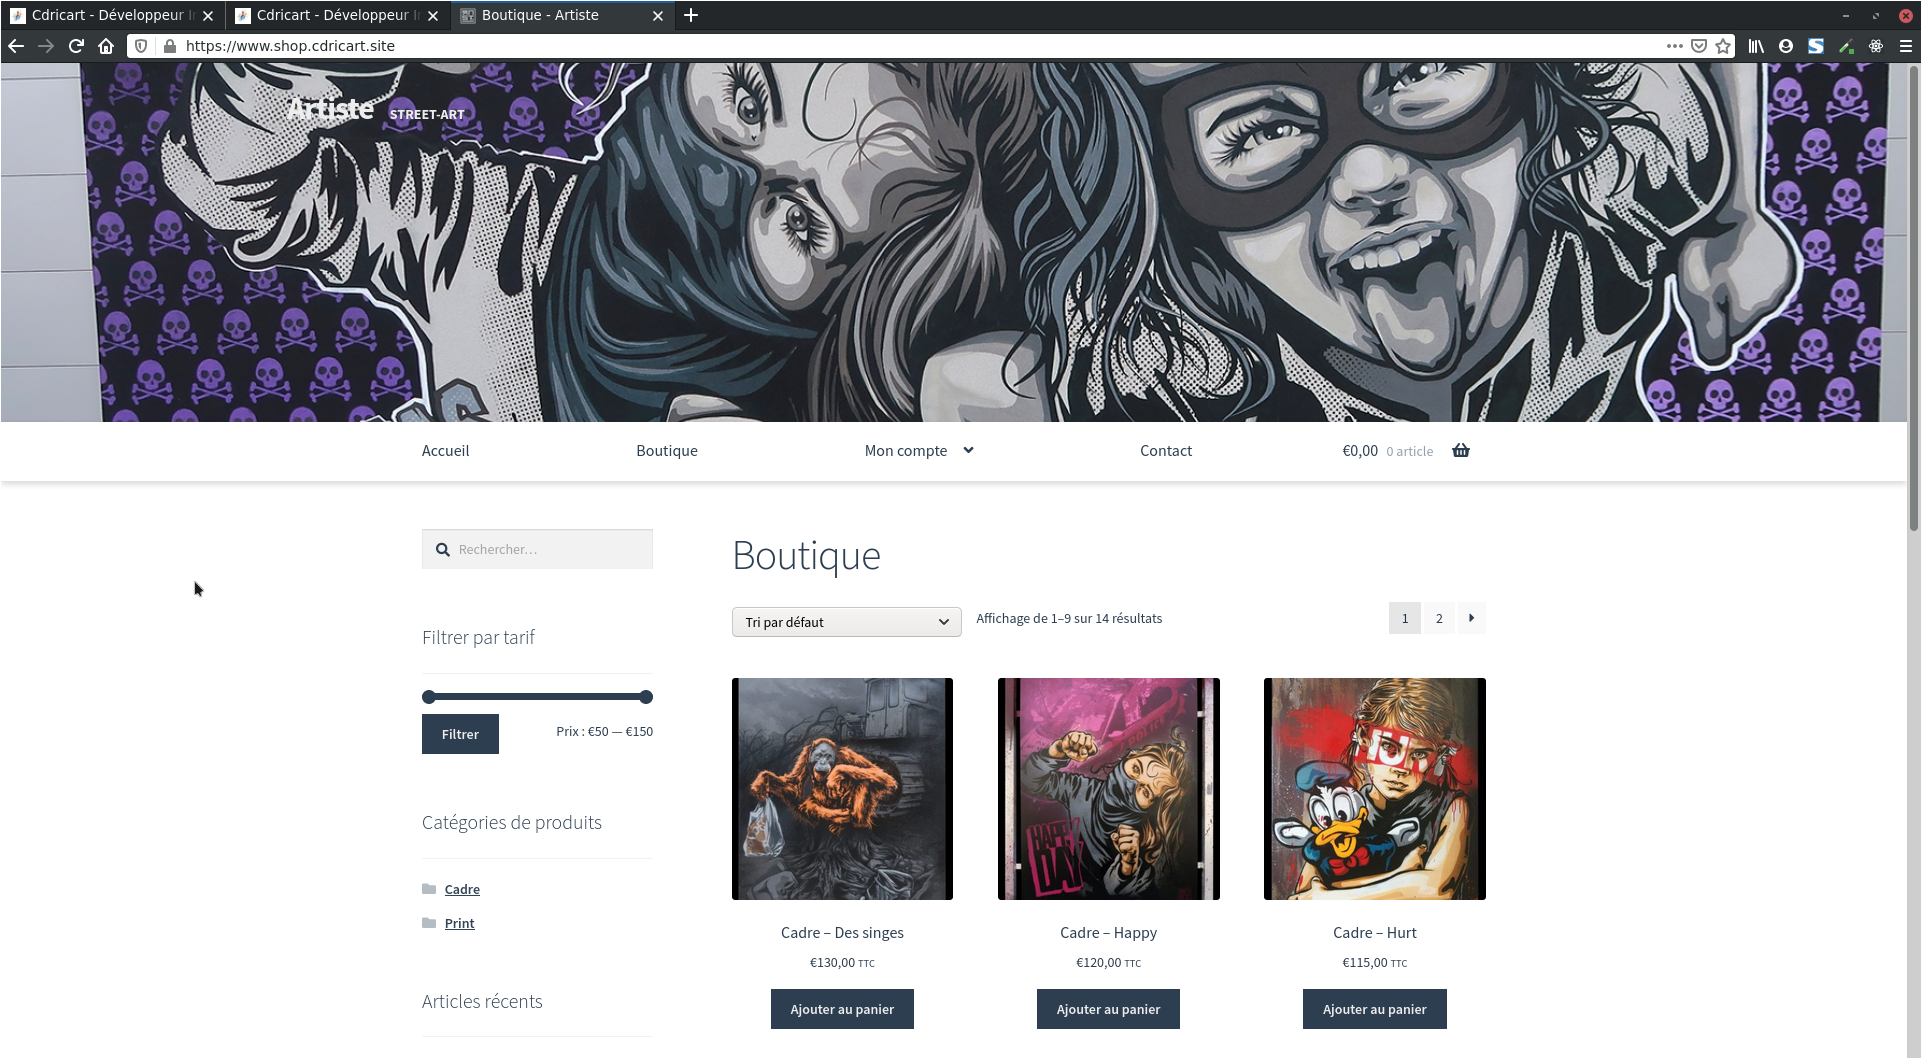 Cdricart - Développeur I
Cdricart - Développeur I
Boutique - Artiste
https://www.shop.cdricart.site
Artiste STREET-ART
Accueil Boutique Mon compte Contact €0,00 0 article
Rechercher…
Boutique
Tri par défaut Affichage de 1–9 sur 14 résultats 1 2
Filtrer par tarif
Filtrer Prix : €50 — €150
Catégories de produits
Cadre
Print
Articles récents
HAPPY
DAY
HUR
Cadre – Des singes
€130,00 TTC
Ajouter au panier
Cadre – Happy
€120,00 TTC
Ajouter au panier
Cadre – Hurt
€115,00 TTC
Ajouter au panier